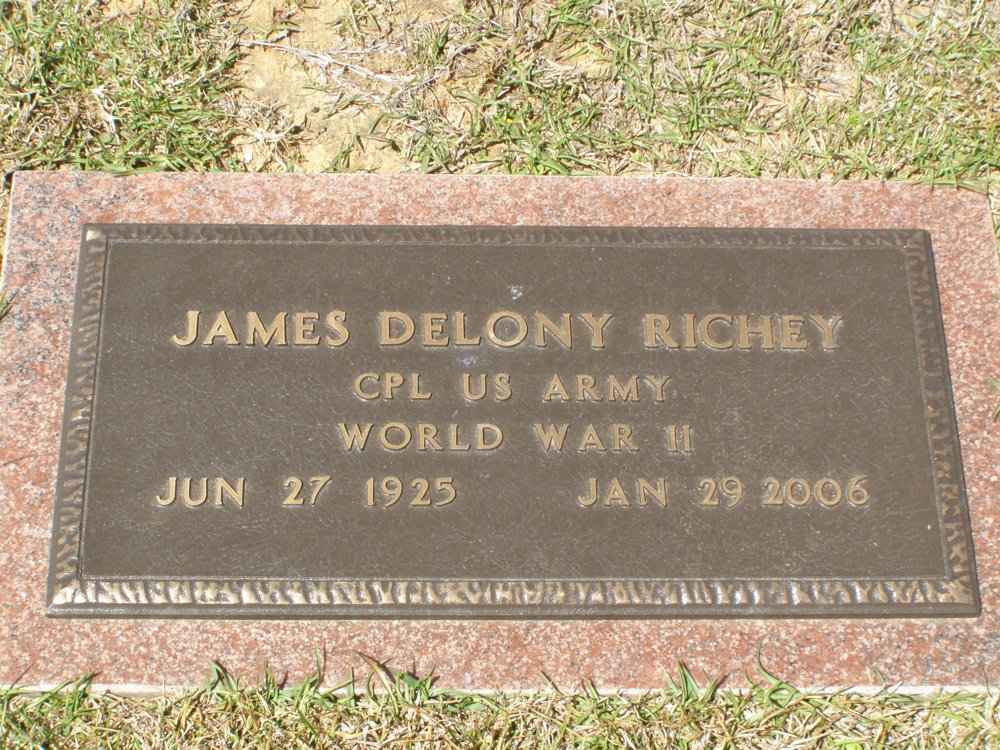 JAMES DELONY RICHEY
CPL US ARMY
WORLD WAR II
JUN 27 1925 JAN 29 2006